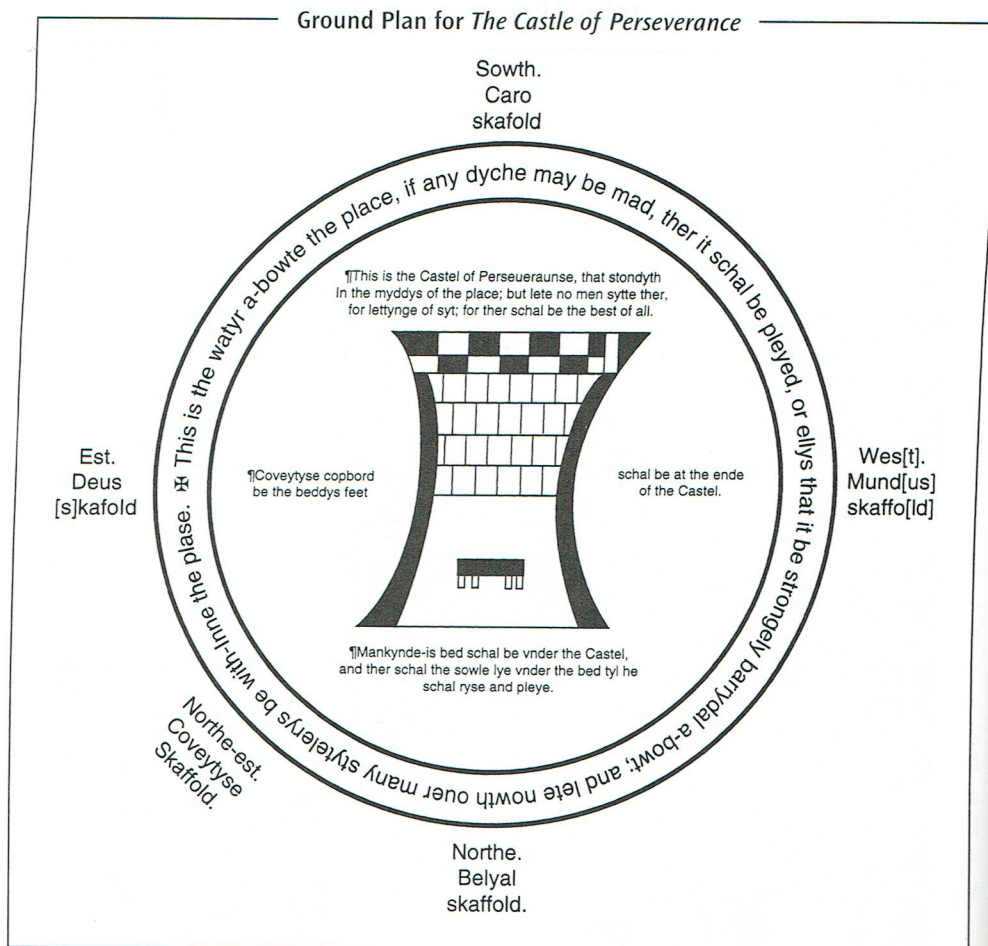 Ground Plan for The Castle of Perseverance
Sowth.
Caro
skafold
✠ This is the watyr a-bowte the place, if any dyche may be mad, ther it schal be pleyed, or ellys that it be strongely barrydal a-bowt; and lete nowth ouer many stytelerys be with-Inne the plase.
¶This is the Castel of Perseueraunse, that stondyth
In the myddys of the place; but lete no men sytte ther,
for lettynge of syt; for ther schal be the best of all.
Est.
Deus
[s]kafold
¶Coveytyse copbord
be the beddys feet
schal be at the ende
of the Castel.
Wes[t].
Mund[us]
skaffo[ld]
¶Mankynde-is bed schal be vnder the Castel,
and ther schal the sowle lye vnder the bed tyl he
schal ryse and pleye.
Northe-est.
Coveytyse
Skaffold.
Northe.
Belyal
skaffold.